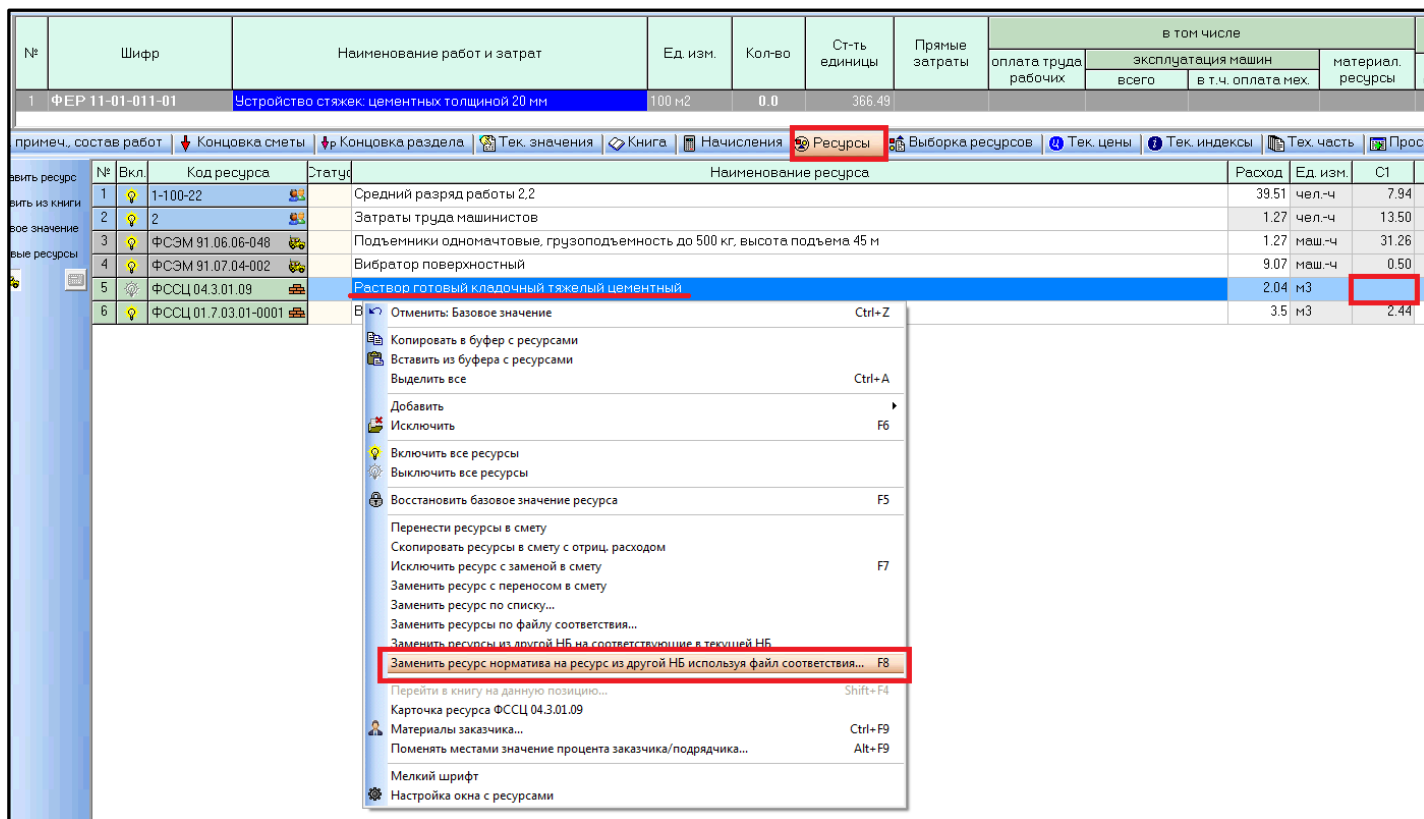 в том числе
№ Шифр Наименование работ и затрат Ед. изм. Кол-во Ст-ть единицы Прямые затраты оплата труда рабочих эксплуатация машин материал. ресурсы
всего в т.ч. оплата мех.
1 ФЕР 11-01-011-01 Устройство стяжек: цементных толщиной 20 мм 100 м2 0.0 366.49
примеч., состав работ Концовка сметы Концовка раздела Тек. значения Книга Начисления Ресурсы Выборка ресурсов Тек. цены Тек. индексы Тех. часть
№ Вкл. Код ресурса Статус Наименование ресурса Расход Ед. изм. С1
1 1-100-22 Средний разряд работы 2,2 39.51 чел.-ч 7.94
2 2 Затраты труда машинистов 1.27 чел.-ч 13.50
3 ФСЭМ 91.06.06-048 Подъемники одномачтовые, грузоподъемность до 500 кг, высота подъема 45 м 1.27 маш.-ч 31.26
4 ФСЭМ 91.07.04-002 Вибратор поверхностный 9.07 маш.-ч 0.50
5 ФССЦ 04.3.01.09 Раствор готовый кладочный тяжелый цементный 2.04 м3
6 ФССЦ 01.7.03.01-0001 В 3.5 м3 2.44
ресурс
из книги
значение
ресурсы
Отменить: Базовое значение Ctrl+Z
Копировать в буфер с ресурсами
Вставить из буфера с ресурсами
Выделить все Ctrl+A
Добавить
Исключить F6
Включить все ресурсы
Выключить все ресурсы
Восстановить базовое значение ресурса F5
Перенести ресурсы в смету
Скопировать ресурсы в смету с отриц. расходом
Исключить ресурс с заменой в смету F7
Заменить ресурс с переносом в смету
Заменить ресурс по списку...
Заменить ресурсы по файлу соответствия...
Заменить ресурсы из другой НБ на соответствующие в текущей НБ
Заменить ресурс норматива на ресурс из другой НБ используя файл соответствия... F8
Перейти в книгу на данную позицию... Shift+F4
Карточка ресурса ФССЦ 04.3.01.09
Материалы заказчика... Ctrl+F9
Поменять местами значение процента заказчика/подрядчика... Alt+F9
Мелкий шрифт
Настройка окна с ресурсами